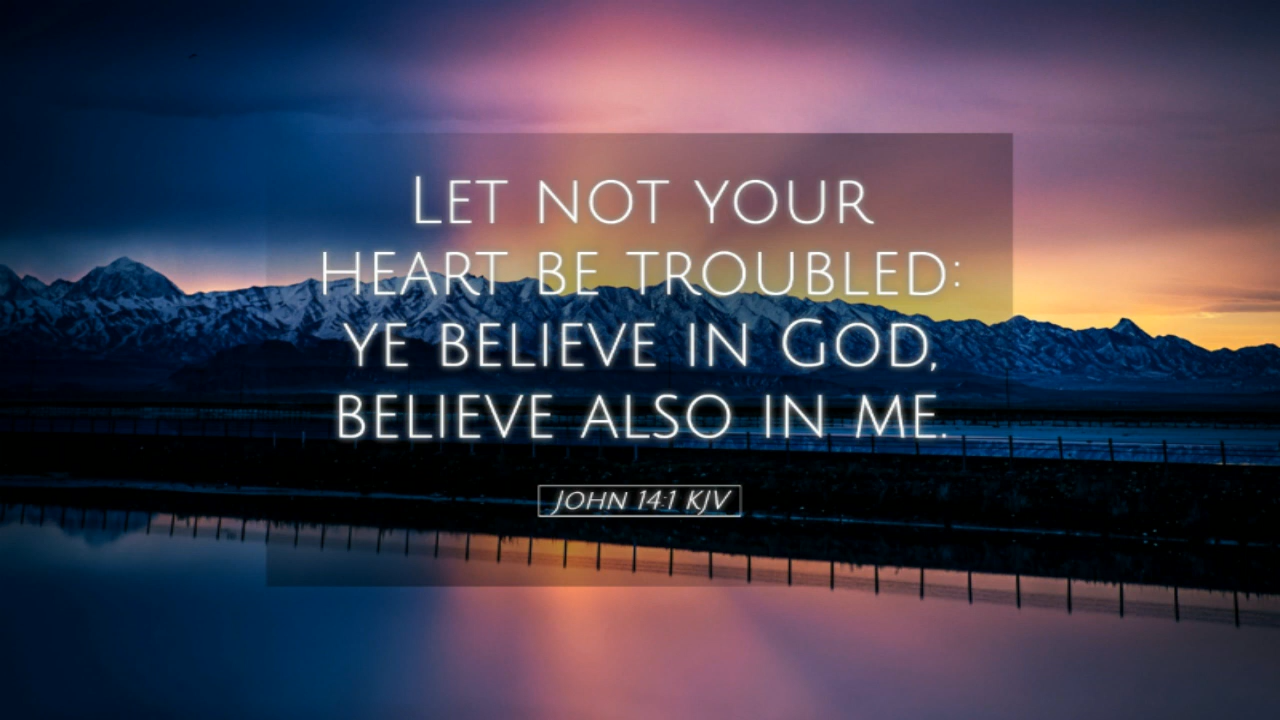 Let not your
heart be troubled:
ye believe in God,
believe also in me.
John 14:1 KJV